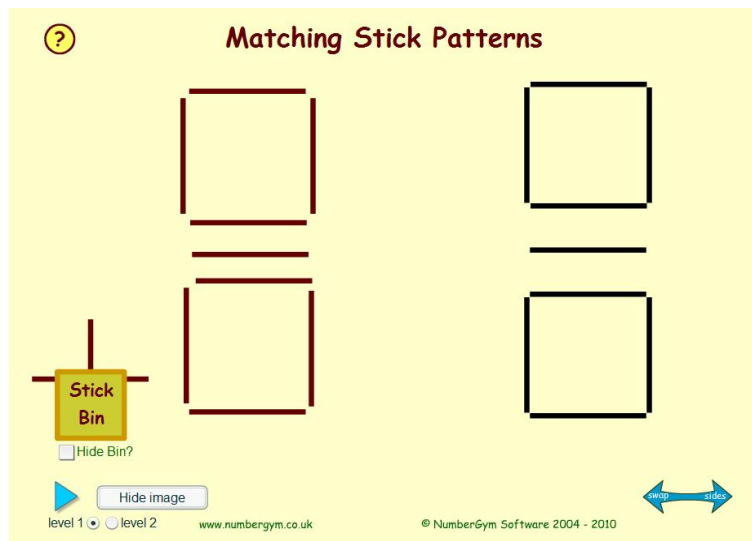 ?
Matching Stick Patterns
Stick
Bin
Hide Bin?
Hide image
level 1 level 2
www.numbergym.co.uk
© NumberGym Software 2004 - 2010
swap sides